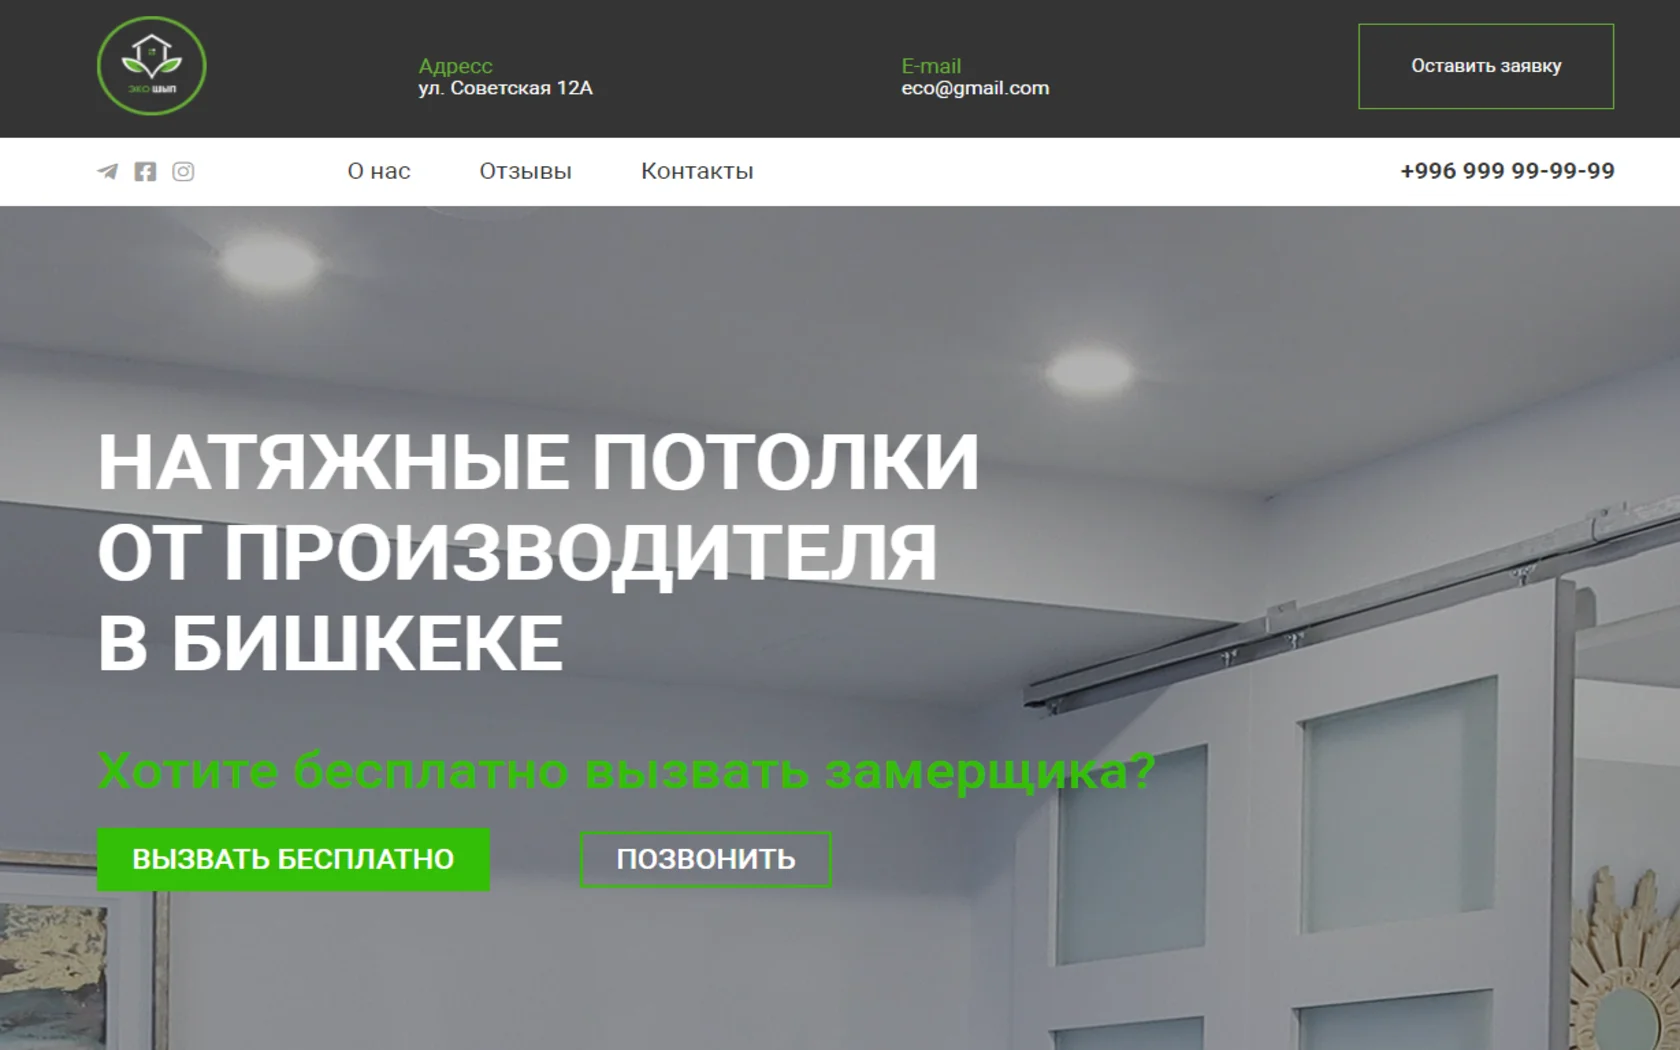 ЭКО ШЫП
Адресс
ул. Советская 12А
E-mail
eco@gmail.com
Оставить заявку
О нас
Отзывы
Контакты
+996 999 99-99-99
НАТЯЖНЫЕ ПОТОЛКИ
ОТ ПРОИЗВОДИТЕЛЯ
В БИШКЕКЕ
Хотите бесплатно вызвать замерщика?
ВЫЗВАТЬ БЕСПЛАТНО
ПОЗВОНИТЬ